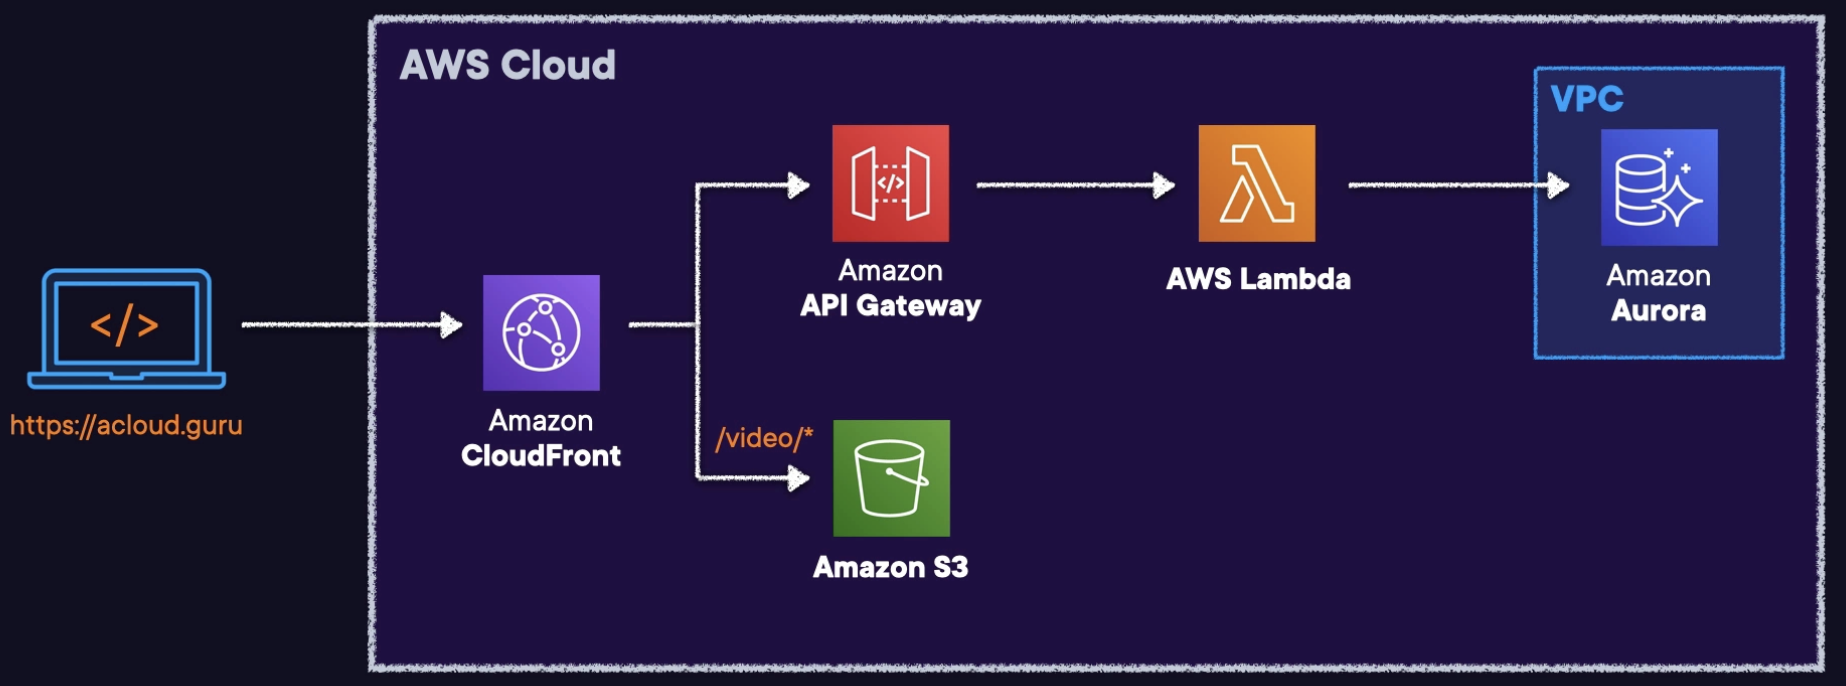 AWS Cloud
VPC
</>
https://acloud.guru
Amazon
CloudFront
</>
Amazon
API Gateway
AWS Lambda
Amazon
Aurora
/video/*
Amazon S3